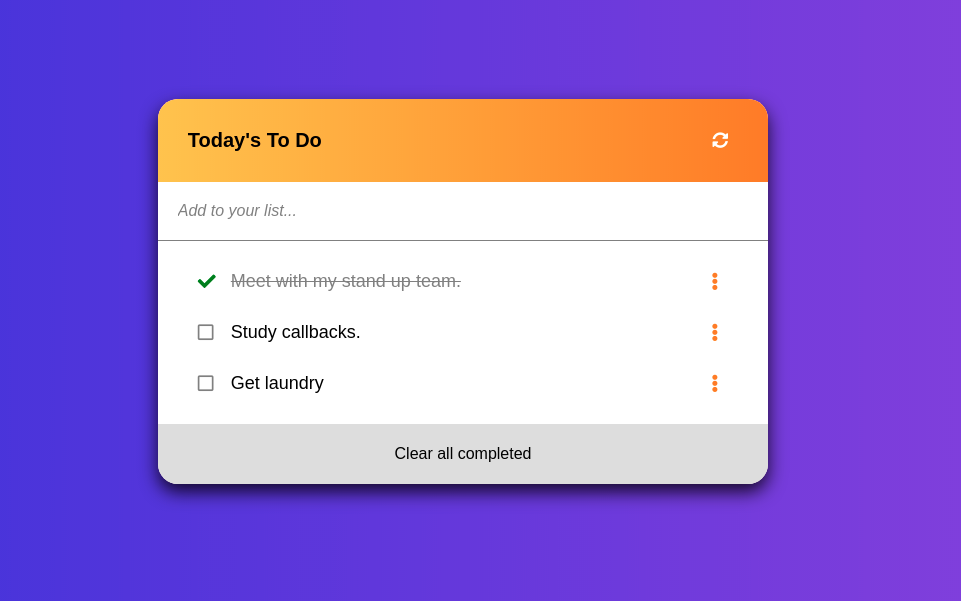 Today's To Do
Add to your list...
Meet with my stand up team.
Study callbacks.
Get laundry
Clear all completed